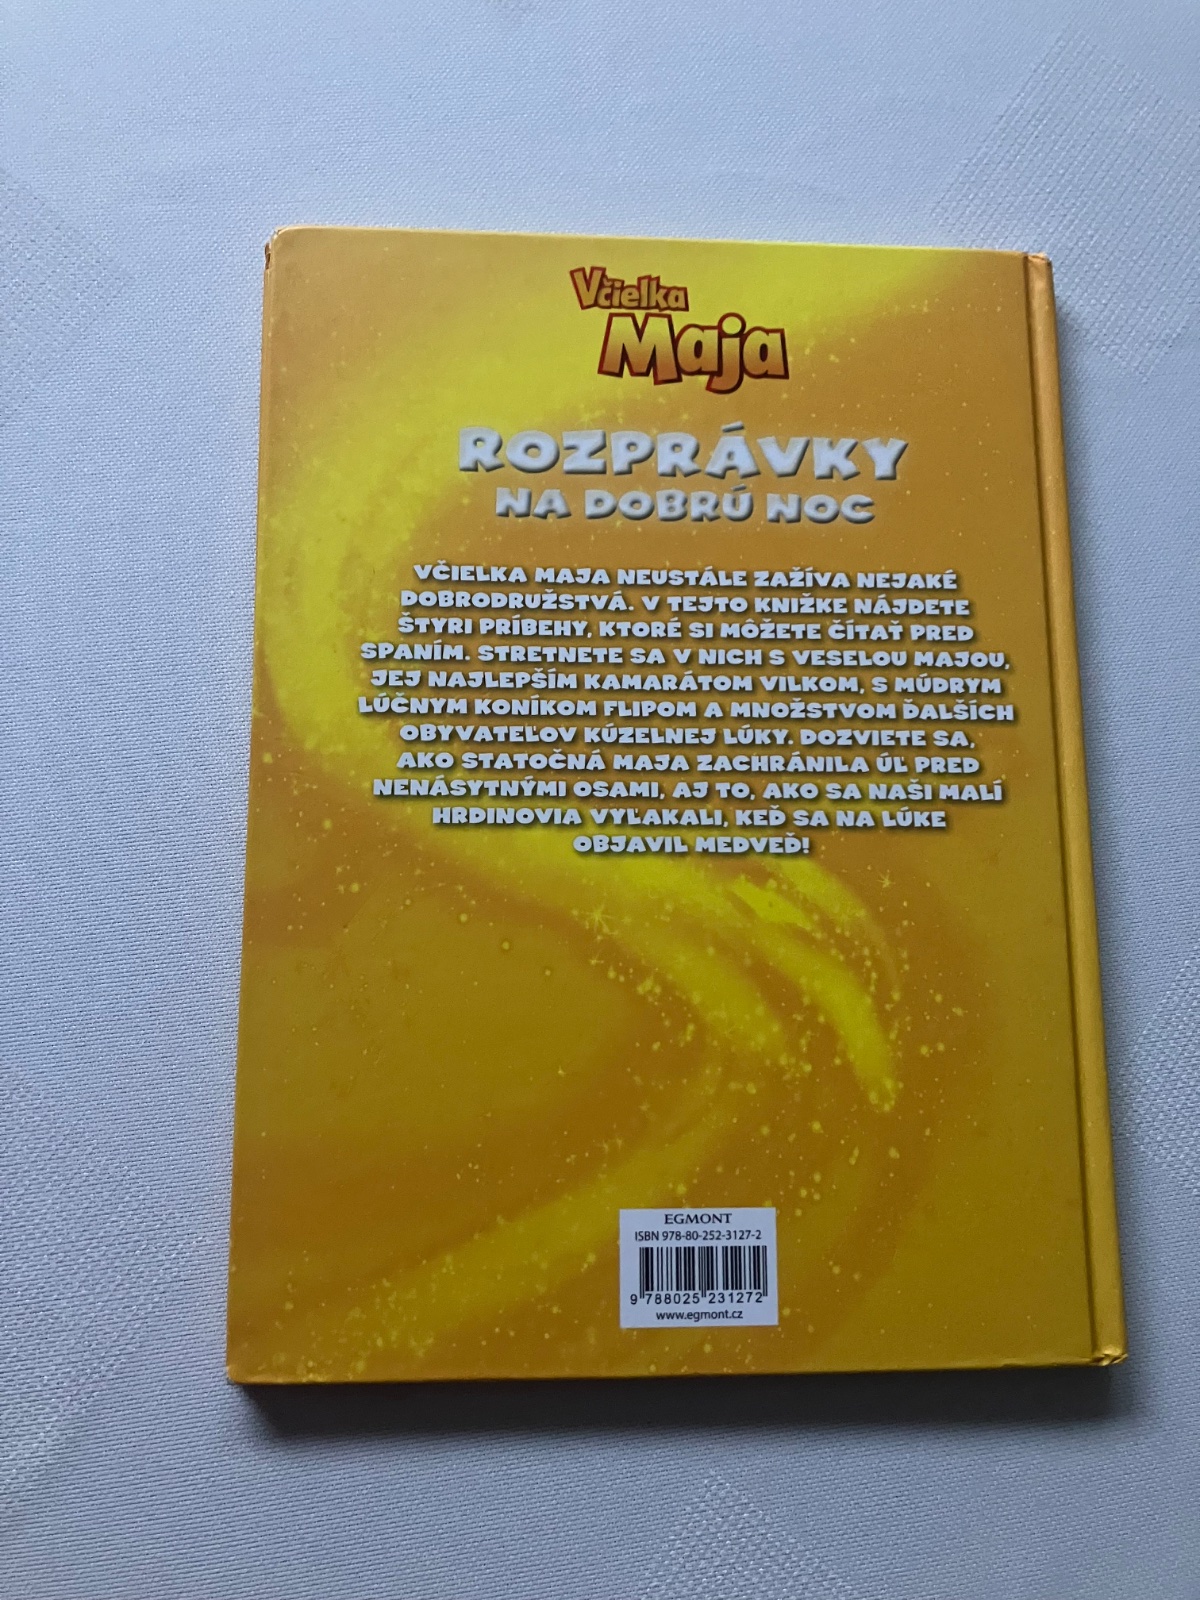 Včielka
Maja
ROZPRÁVKY
NA DOBRÚ NOC
VČIELKA MAJA NEUSTÁLE ZAŽÍVA NEJAKÉ
DOBRODRUŽSTVÁ. V TEJTO KNIŽKE NÁJDETE
ŠTYRI PRÍBEHY, KTORÉ SI MÔŽETE ČÍTAŤ PRED
SPANÍM. STRETNETE SA V NICH S VESELOU MAJOU,
JEJ NAJLEPŠÍM KAMARÁTOM VILKOM, S MÚDRYM
LÚČNYM KONÍKOM FLIPOM A MNOŽSTVOM ĎALŠÍCH
OBYVATEĽOV KÚZELNEJ LÚKY. DOZVIETE SA,
AKO STATOČNÁ MAJA ZACHRÁNILA ÚĽ PRED
NENÁSYTNÝMI OSAMI, AJ TO, AKO SA NAŠI MALÍ
HRDINOVIA VYĽAKALI, KEĎ SA NA LÚKE
OBJAVIL MEDVEĎ!
EGMONT
ISBN 978-80-252-3127-2
9 788025 231272
www.egmont.cz